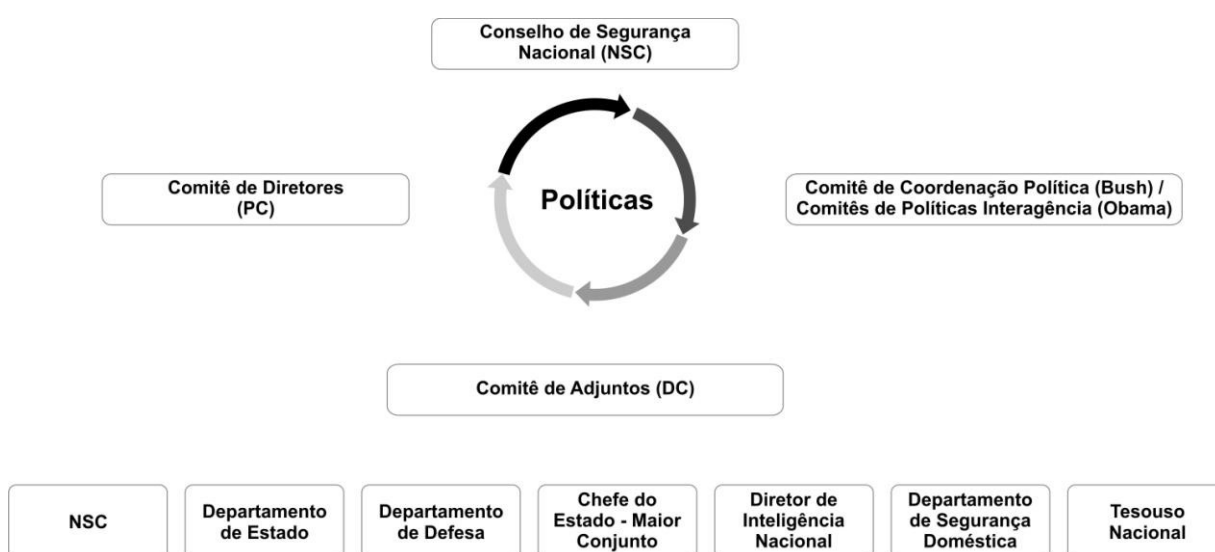 Conselho de Segurança
Nacional (NSC)
Comitê de Diretores
(PC)
Políticas
Comitê de Coordenação Política (Bush) /
Comitês de Políticas Interagência (Obama)
Comitê de Adjuntos (DC)
NSC
Departamento
de Estado
Departamento
de Defesa
Chefe do
Estado - Maior
Conjunto
Diretor de
Inteligência
Nacional
Departamento
de Segurança
Doméstica
Tesouso
Nacional